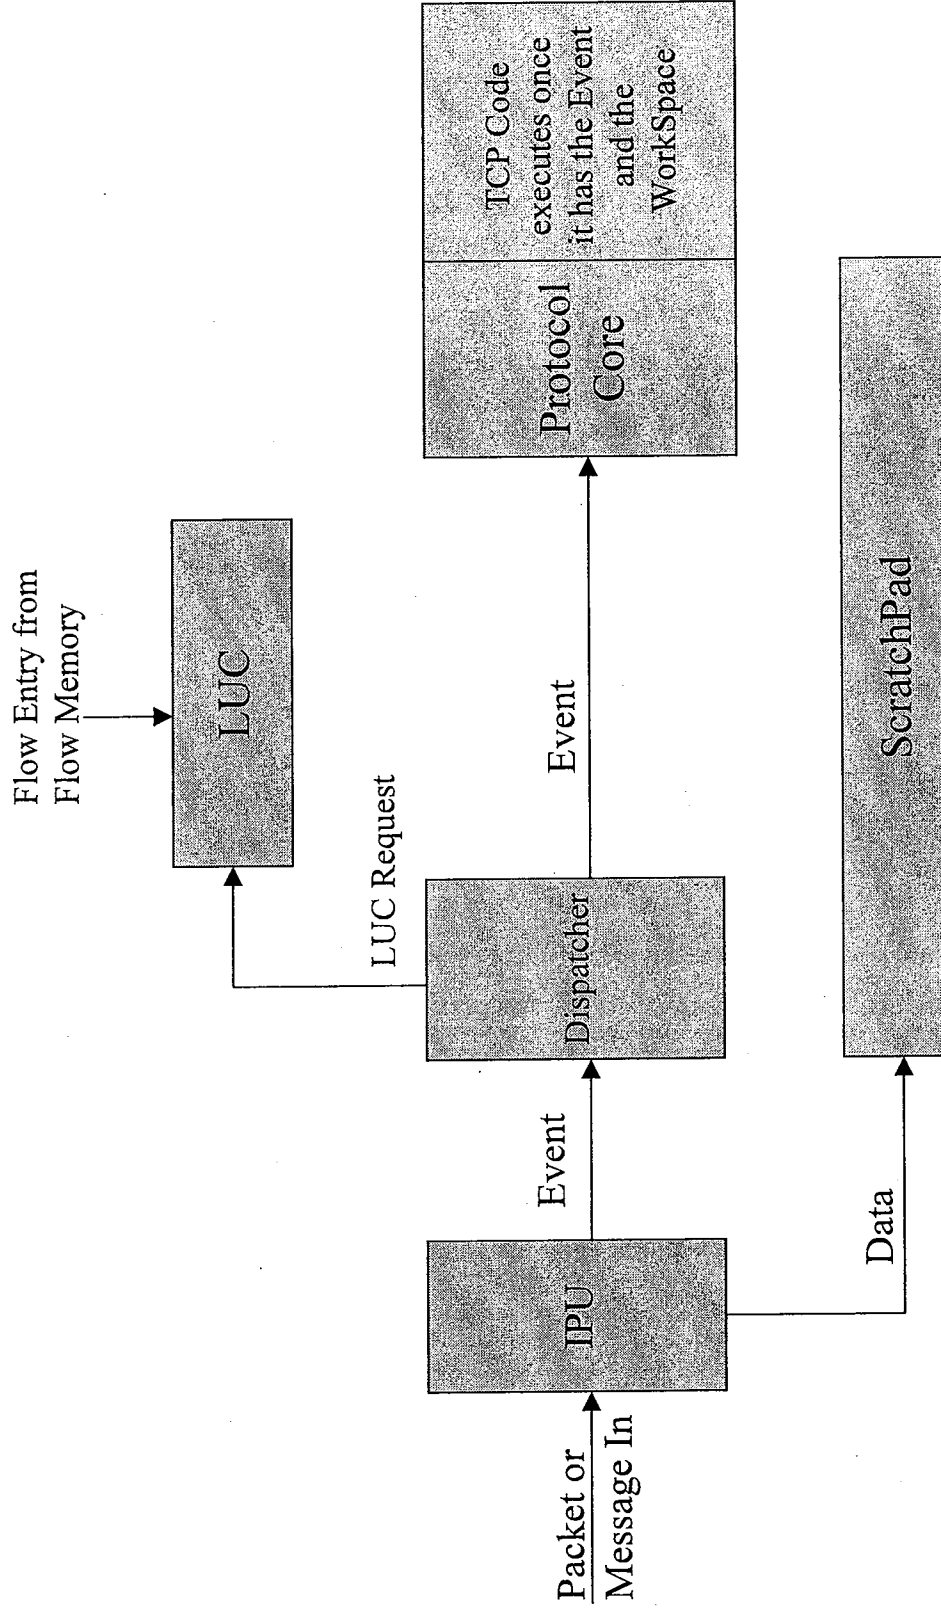 Flow Entry from
Flow Memory
LUC
LUC Request
Packet or
Message In
IPU
Event
Dispatcher
Event
Protocol
Core
TCP Code
executes once
it has the Event
and the
WorkSpace
Data
ScratchPad